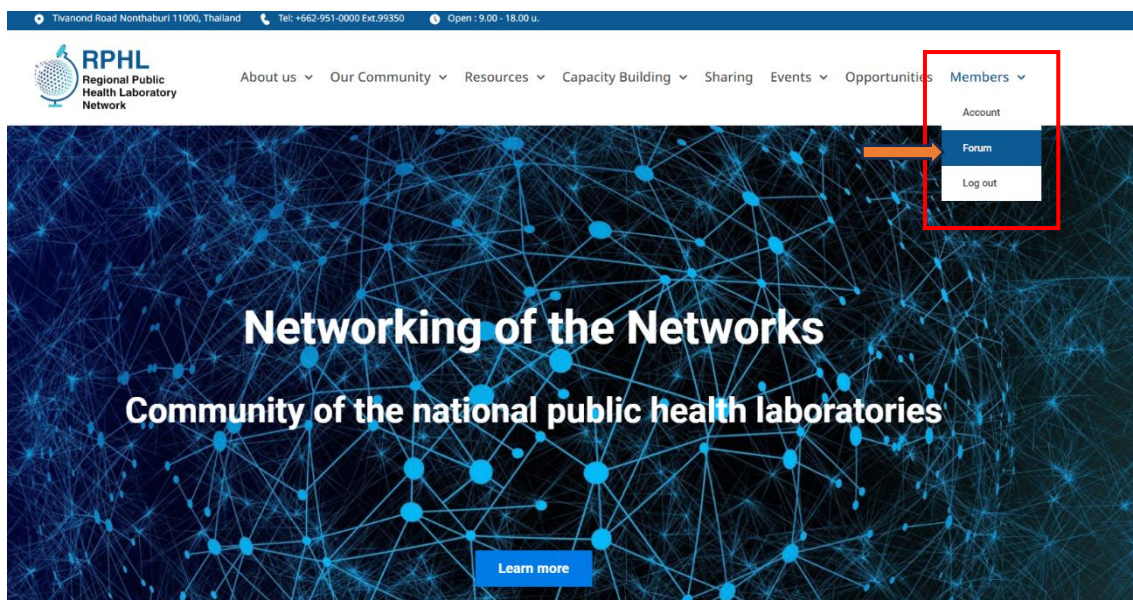 Tivanond Road Nonthaburi 11000, Thailand Tel: +662-951-0000 Ext.99350 Open : 9.00 - 18.00 u.
RPHL
Regional Public
Health Laboratory
Network
About us Our Community Resources Capacity Building Sharing Events Opportunities Members
Account
Forum
Log out
Networking of the Networks
Community of the national public health laboratories
Learn more